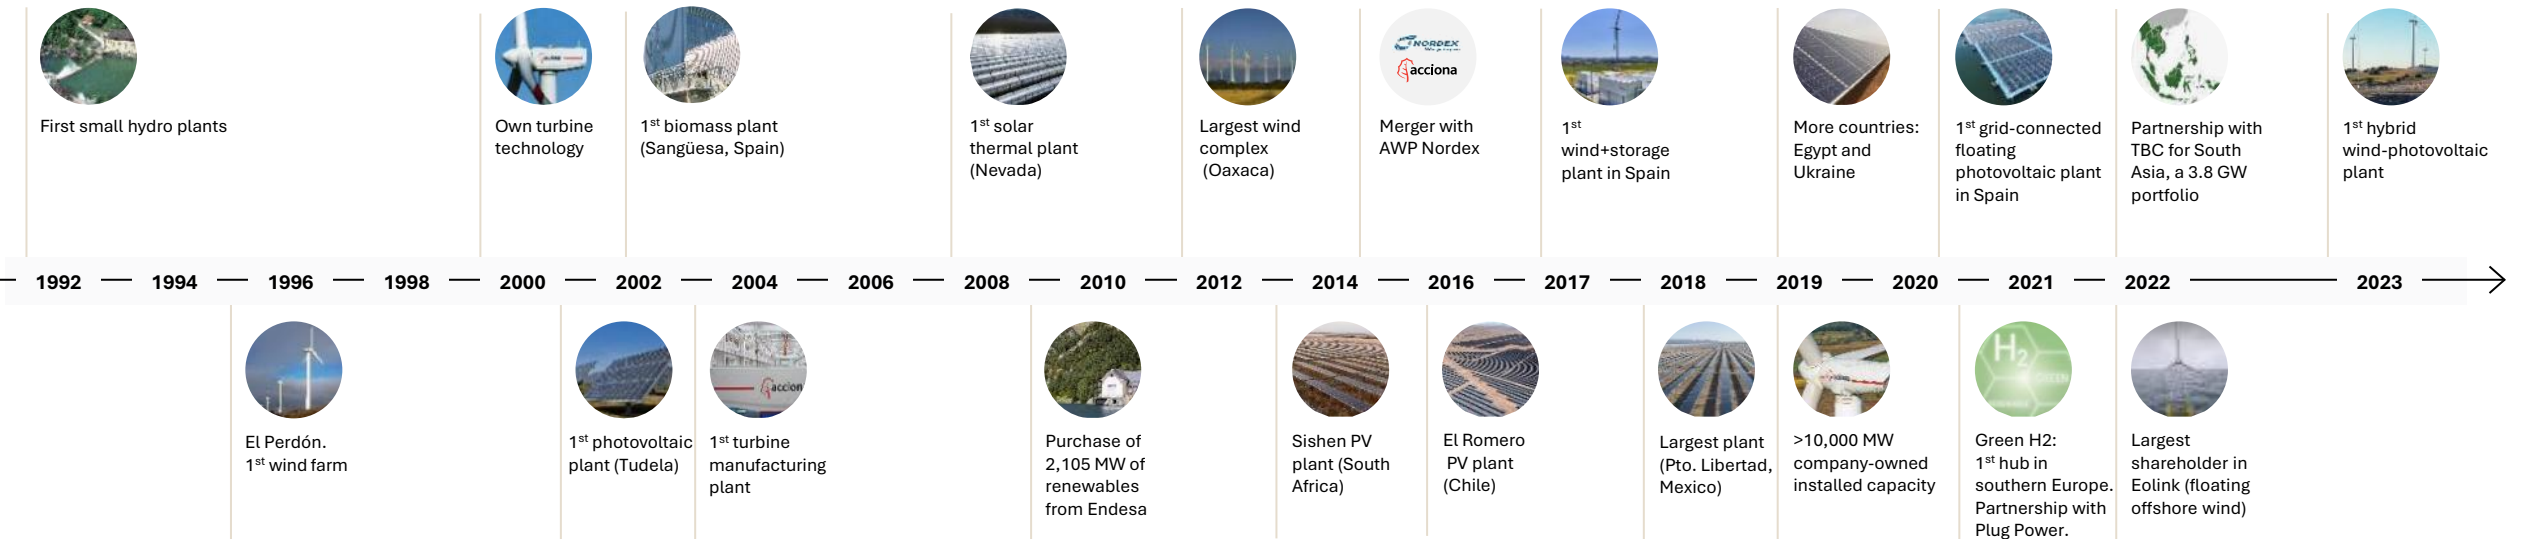 NORDEX
acciona
First small hydro plants
Own turbine
technology
1st biomass plant
(Sangüesa, Spain)
1st solar
thermal plant
(Nevada)
Largest wind
complex
(Oaxaca)
Merger with
AWP Nordex
1st
wind+storage
plant in Spain
More countries:
Egypt and
Ukraine
1st grid-connected
floating
photovoltaic plant
in Spain
Partnership with
TBC for South
Asia, a 3.8 GW
portfolio
1st hybrid
wind-photovoltaic
plant
1992 1994 1996 1998 2000 2002 2004 2006 2008 2010 2012 2014 2016 2017 2018 2019 2020 2021 2022 2023
accion
H2
GREEN
El Perdón.
1st wind farm
1st photovoltaic
plant (Tudela)
1st turbine
manufacturing
plant
Purchase of
2,105 MW of
renewables
from Endesa
Sishen PV
plant (South
Africa)
El Romero
PV plant
(Chile)
Largest plant
(Pto. Libertad,
Mexico)
>10,000 MW
company-owned
installed capacity
Green H2:
1st hub in
southern Europe.
Partnership with
Plug Power.
Largest
shareholder in
Eolink (floating
offshore wind)